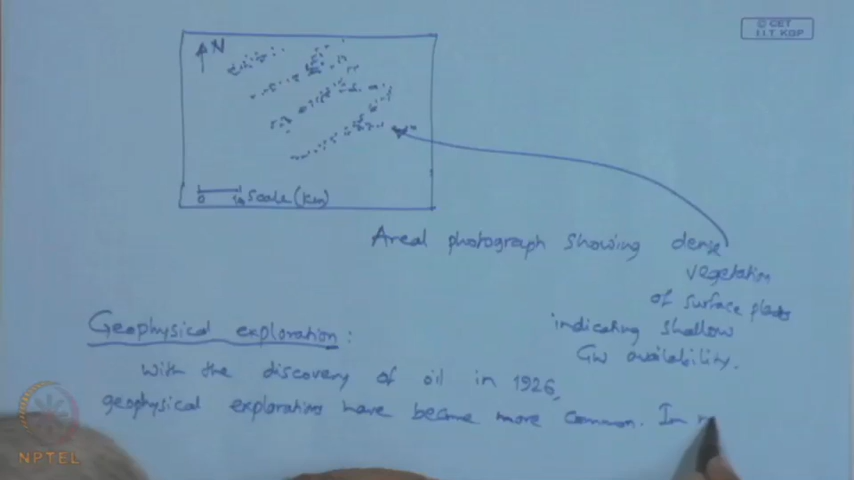 © CET
I.I.T. KGP
N
0 10 Scale (Km)
Areal photograph showing dense
vegetation
of surface plants
indicating shallow
GW availability.
Geophysical exploration:
With the discovery of oil in 1926,
geophysical explorations have become more common. In
NPTEL